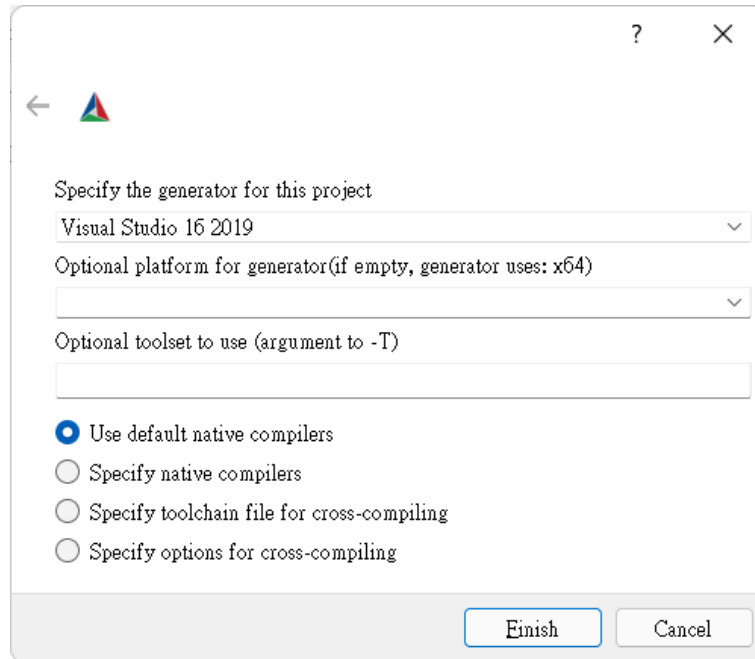 ?
Specify the generator for this project
Visual Studio 16 2019
Optional platform for generator(if empty, generator uses: x64)
Optional toolset to use (argument to -T)
Use default native compilers
Specify native compilers
Specify toolchain file for cross-compiling
Specify options for cross-compiling
Finish Cancel